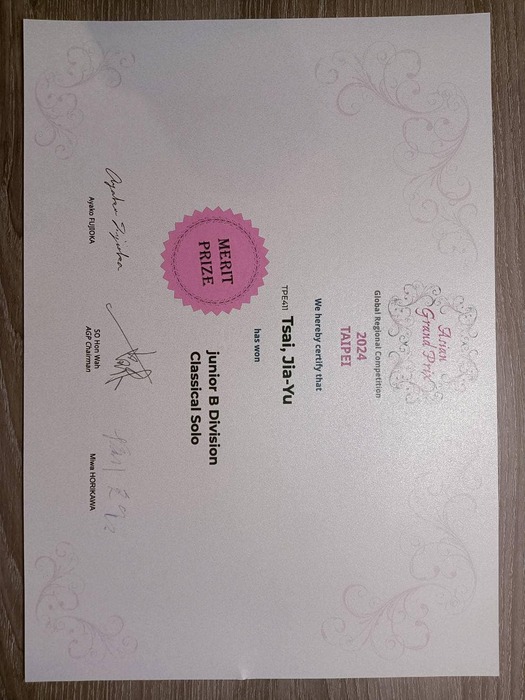 Asian
Grand Prix
Global Regional Competition
2024
TAIPEI
We hereby certify that
TPE411 Tsai, Jia-Yu
has won
MERIT
PRIZE
junior B Division
Classical Solo
Ayako FUJIOKA
SO Hon Wah
AGP Chairman
Miwa HORIKAWA